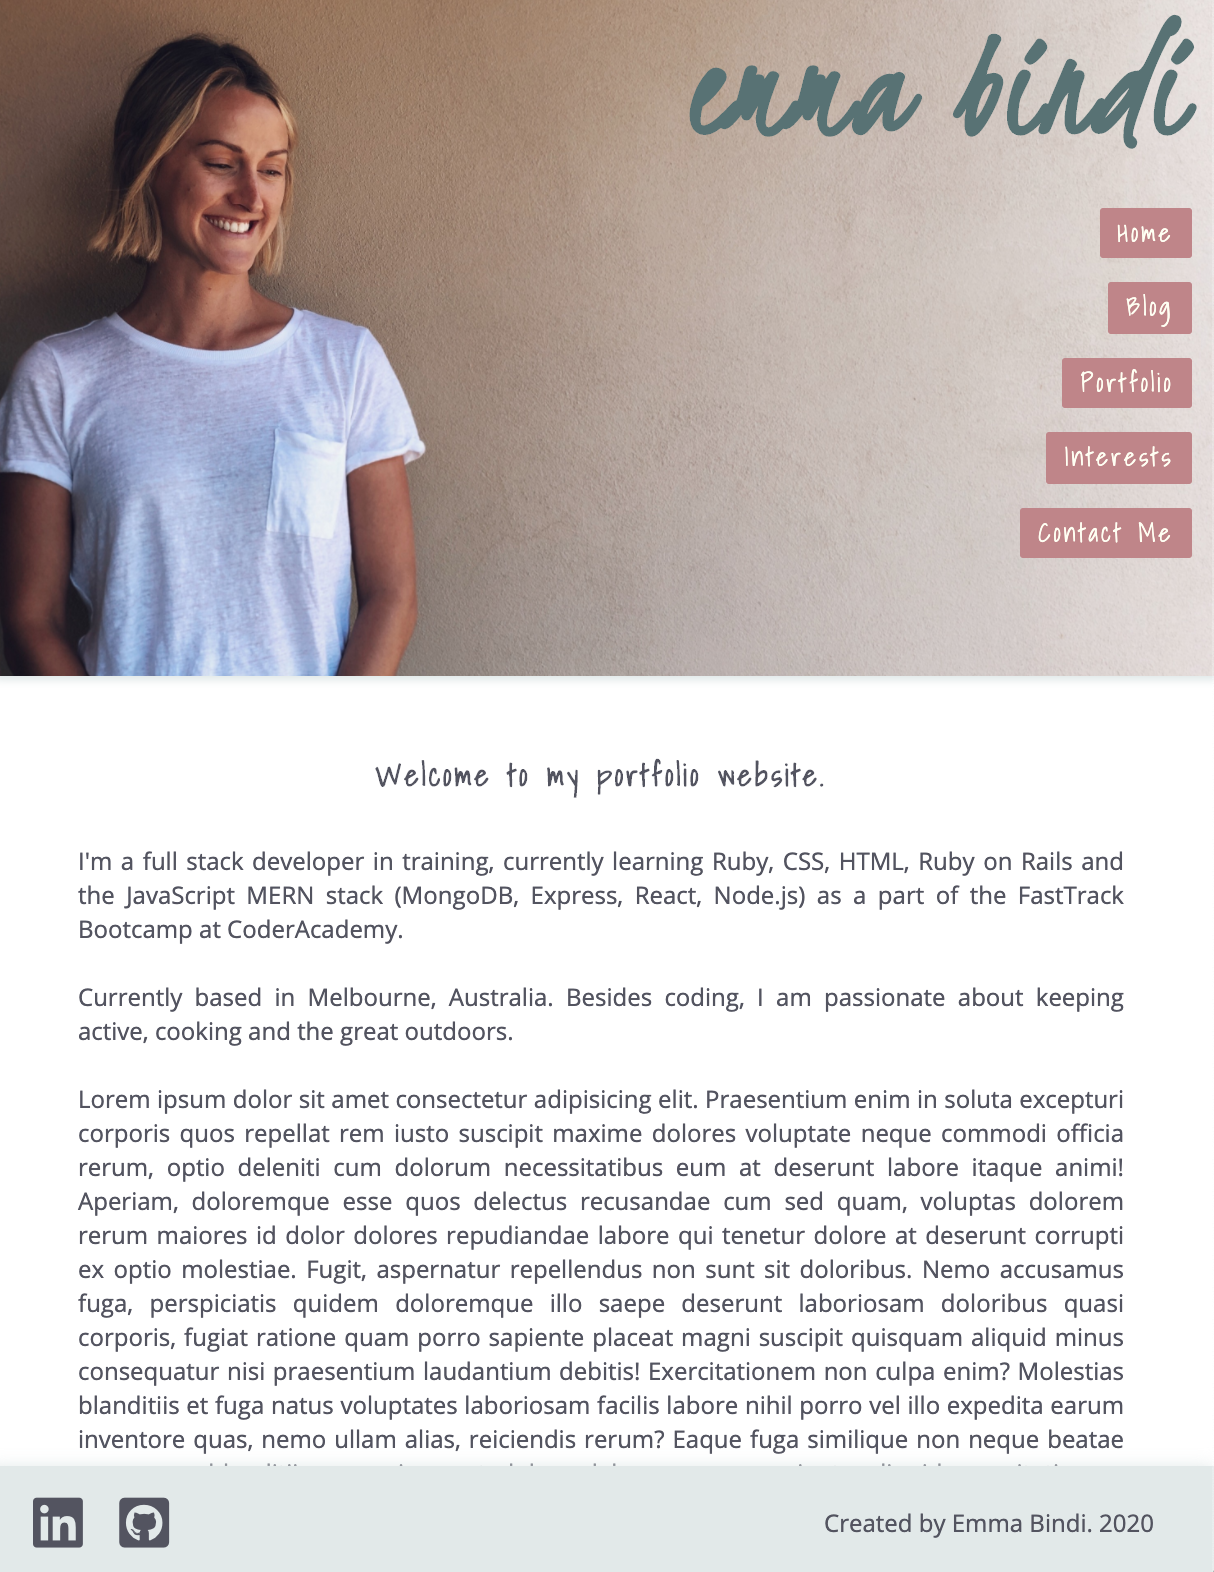 emma bindi
Home
Blog
Portfolio
Interests
Contact Me
Welcome to my portfolio website.
I'm a full stack developer in training, currently learning Ruby, CSS, HTML, Ruby on Rails and
the JavaScript MERN stack (MongoDB, Express, React, Node.js) as a part of the FastTrack
Bootcamp at CoderAcademy.
Currently based in Melbourne, Australia. Besides coding, I am passionate about keeping
active, cooking and the great outdoors.
Lorem ipsum dolor sit amet consectetur adipisicing elit. Praesentium enim in soluta excepturi
corporis quos repellat rem iusto suscipit maxime dolores voluptate neque commodi officia
rerum, optio deleniti cum dolorum necessitatibus eum at deserunt labore itaque animi!
Aperiam, doloremque esse quos delectus recusandae cum sed quam, voluptas dolorem
rerum maiores id dolor dolores repudiandae labore qui tenetur dolore at deserunt corrupti
ex optio molestiae. Fugit, aspernatur repellendus non sunt sit doloribus. Nemo accusamus
fuga, perspiciatis quidem doloremque illo saepe deserunt laboriosam doloribus quasi
corporis, fugiat ratione quam porro sapiente placeat magni suscipit quisquam aliquid minus
consequatur nisi praesentium laudantium debitis! Exercitationem non culpa enim? Molestias
blanditiis et fuga natus voluptates laboriosam facilis labore nihil porro vel illo expedita earum
inventore quas, nemo ullam alias, reiciendis rerum? Eaque fuga similique non neque beatae
in
Created by Emma Bindi. 2020